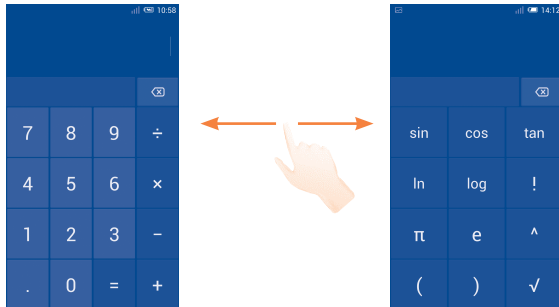 10:58
7 8 9 ÷
4 5 6 ×
1 2 3 −
. 0 = +
14:12
sin cos tan
ln log !
π e ^
( ) √